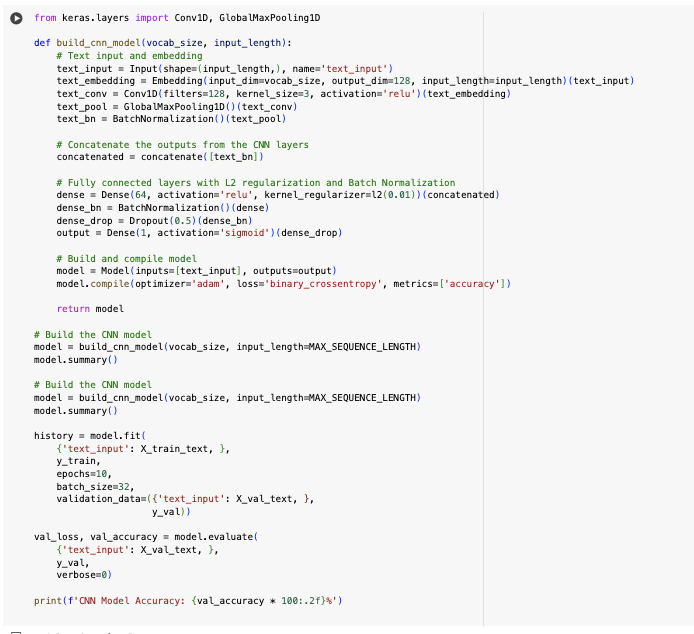 from keras.layers import Conv1D, GlobalMaxPooling1D

def build_cnn_model(vocab_size, input_length):
    # Text input and embedding
    text_input = Input(shape=(input_length,), name='text_input')
    text_embedding = Embedding(input_dim=vocab_size, output_dim=128, input_length=input_length)(text_input)
    text_conv = Conv1D(filters=128, kernel_size=3, activation='relu')(text_embedding)
    text_pool = GlobalMaxPooling1D()(text_conv)
    text_bn = BatchNormalization()(text_pool)

    # Concatenate the outputs from the CNN layers
    concatenated = concatenate([text_bn])

    # Fully connected layers with L2 regularization and Batch Normalization
    dense = Dense(64, activation='relu', kernel_regularizer=l2(0.01))(concatenated)
    dense_bn = BatchNormalization()(dense)
    dense_drop = Dropout(0.5)(dense_bn)
    output = Dense(1, activation='sigmoid')(dense_drop)

    # Build and compile model
    model = Model(inputs=[text_input], outputs=output)
    model.compile(optimizer='adam', loss='binary_crossentropy', metrics=['accuracy'])

    return model

# Build the CNN model
model = build_cnn_model(vocab_size, input_length=MAX_SEQUENCE_LENGTH)
model.summary()

# Build the CNN model
model = build_cnn_model(vocab_size, input_length=MAX_SEQUENCE_LENGTH)
model.summary()

history = model.fit(
    {'text_input': X_train_text, },
    y_train,
    epochs=10,
    batch_size=32,
    validation_data=({'text_input': X_val_text, },
                     y_val))

val_loss, val_accuracy = model.evaluate(
    {'text_input': X_val_text, },
    y_val,
    verbose=0)

print(f'CNN Model Accuracy: {val_accuracy * 100:.2f}%')